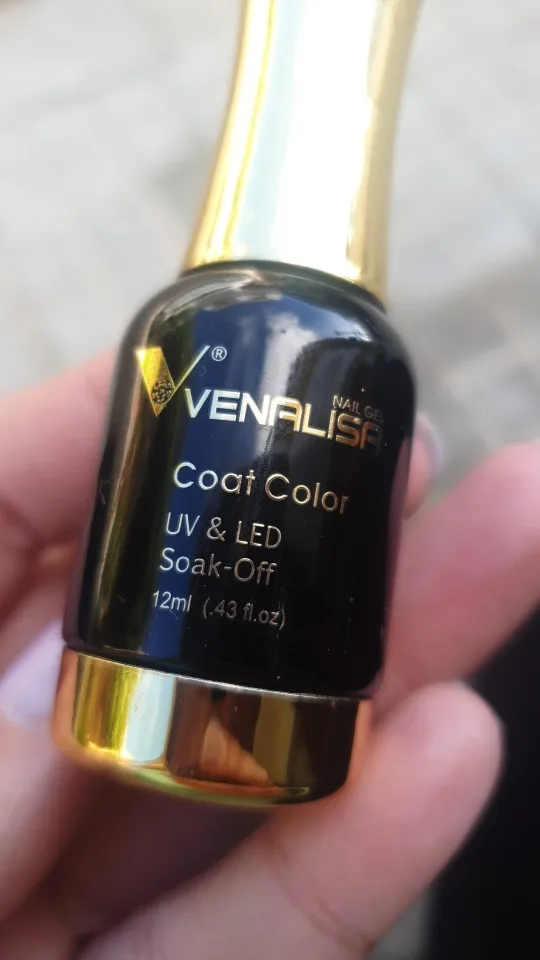 ®
NAIL GEL
VENALISA
Coat Color
UV & LED
Soak-Off
12ml (.43 fl.oz)